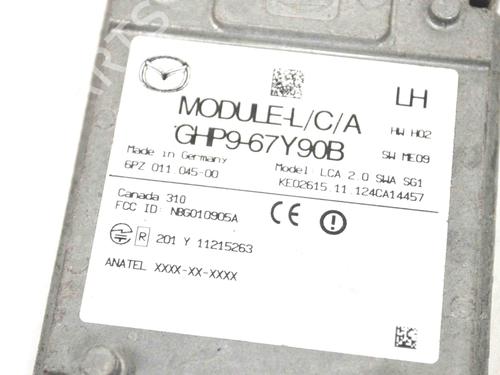 LH
MODULE-L/C/A
GHP9-67Y90B
HW H02
SW ME09
Made in Germany
6PZ 011.045-00
Model: LCA 2.0 SWA SG1
KE02615.11.124CA14457
Canada 310
FCC ID: NBG010905A
CE
R 201 Y 11215263
ANATEL XXXX-XX-XXXX